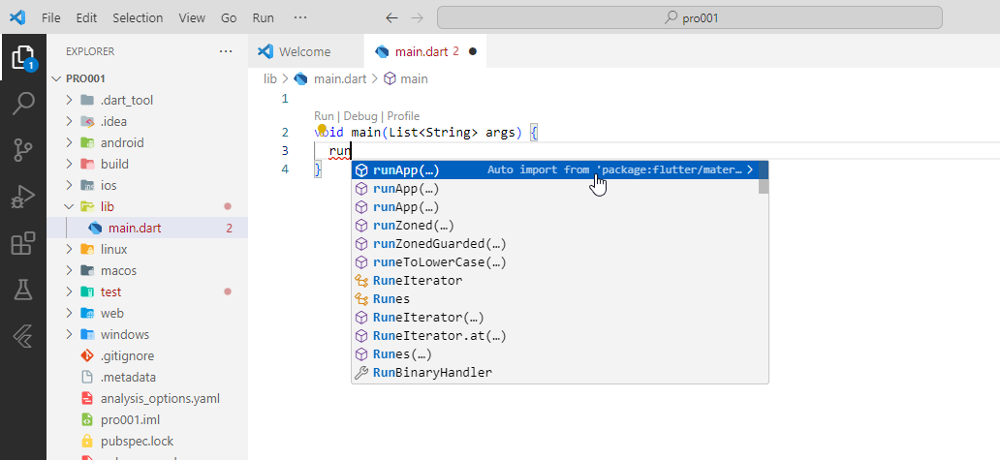 File Edit Selection View Go Run ··· pro001
EXPLORER ···
PRO001
.dart_tool
.idea
android
build
ios
lib
main.dart 2
linux
macos
test
web
windows
.gitignore
.metadata
analysis_options.yaml
pro001.iml
pubspec.lock
1
Welcome
main.dart 2
lib > main.dart > main
1
Run | Debug | Profile
2 void main(List<String> args) {
3 run
4 }
runApp(…) Auto import from 'package:flutter/mater…
runApp(…)
runApp(…)
runZoned(…)
runZonedGuarded(…)
runeToLowerCase(…)
RuneIterator
Runes
RuneIterator(…)
RuneIterator.at(…)
Runes(…)
RunBinaryHandler